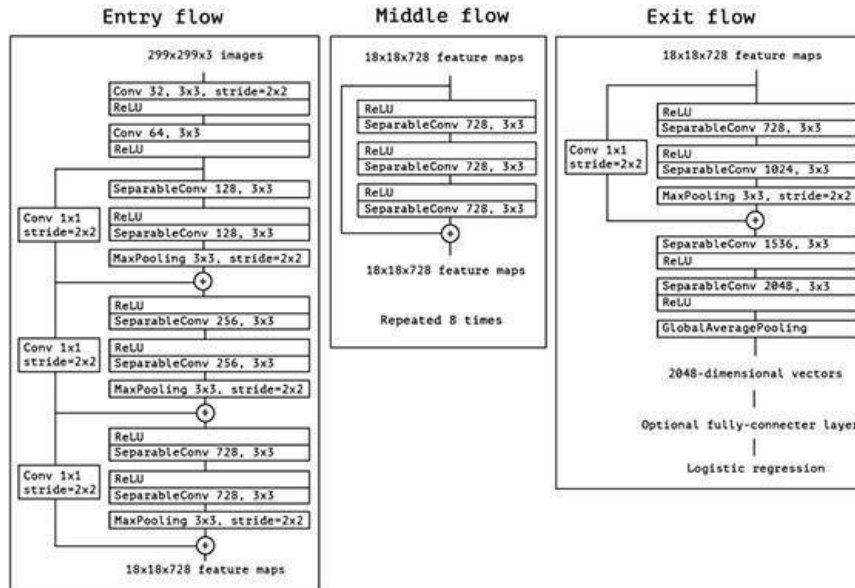 Entry flow
299x299x3 images
Conv 32, 3x3, stride=2x2
ReLU
Conv 64, 3x3
ReLU
SeparableConv 128, 3x3
Conv 1x1
stride=2x2
ReLU
SeparableConv 128, 3x3
MaxPooling 3x3, stride=2x2
+
ReLU
SeparableConv 256, 3x3
Conv 1x1
stride=2x2
ReLU
SeparableConv 256, 3x3
MaxPooling 3x3, stride=2x2
+
ReLU
SeparableConv 728, 3x3
Conv 1x1
stride=2x2
ReLU
SeparableConv 728, 3x3
MaxPooling 3x3, stride=2x2
+
18x18x728 feature maps
Middle flow
18x18x728 feature maps
ReLU
SeparableConv 728, 3x3
ReLU
SeparableConv 728, 3x3
ReLU
SeparableConv 728, 3x3
+
18x18x728 feature maps
Repeated 8 times
Exit flow
18x18x728 feature maps
ReLU
SeparableConv 728, 3x3
Conv 1x1
stride=2x2
ReLU
SeparableConv 1024, 3x3
MaxPooling 3x3, stride=2x2
+
SeparableConv 1536, 3x3
ReLU
SeparableConv 2048, 3x3
ReLU
GlobalAveragePooling
2048-dimensional vectors
Optional fully-connecter layer
Logistic regression